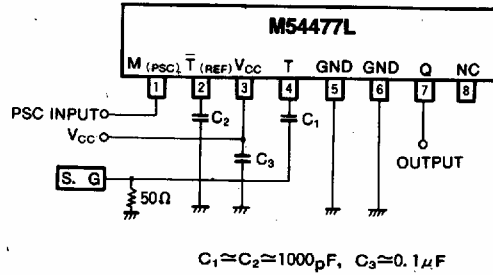 M54477L
M (PSC) T̅ (REF) VCC T GND GND Q NC
1 2 3 4 5 6 7 8
PSC INPUT
C2
C1
VCC
C3
OUTPUT
S. G
50Ω
C1≃C2≃1000pF, C3≃0.1μF